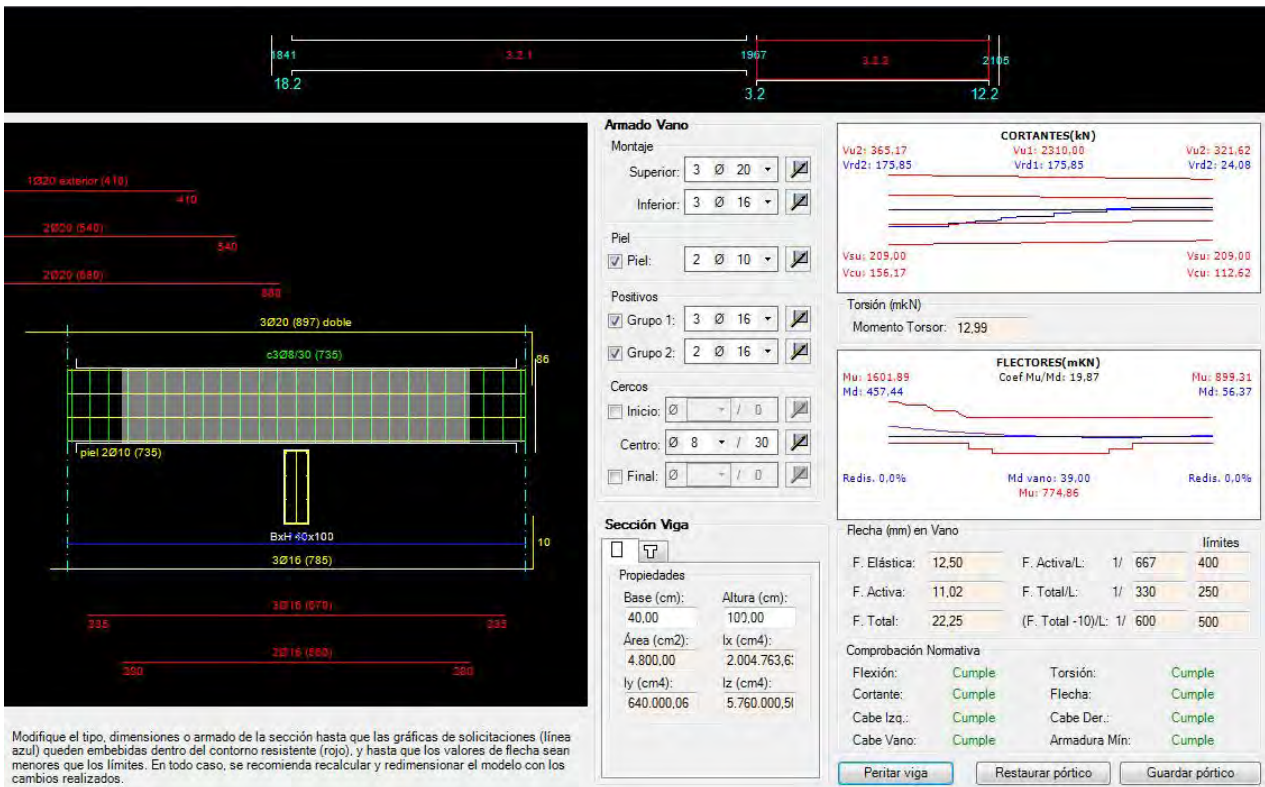 1841
3.2.1
1967
3.2.2
2105
18.2
3.2
12.2
1Ø20 exterior (410)
410
2Ø20 (540)
540
2Ø20 (680)
680
3Ø20 (897) doble
c3Ø8/30 (735)
86
piel 2Ø10 (735)
BxH 40x100
10
3Ø16 (785)
3Ø16 (670)
235
235
2Ø16 (560)
290
280
Modifique el tipo, dimensiones o armado de la sección hasta que las gráficas de solicitaciones (línea
azul) queden embebidas dentro del contorno resistente (rojo), y hasta que los valores de flecha sean
menores que los límites. En todo caso, se recomienda recalcular y redimensionar el modelo con los
cambios realizados.
Armado Vano
Montaje
Superior: 3 Ø 20
Inferior: 3 Ø 16
Piel
Piel: 2 Ø 10
Positivos
Grupo 1: 3 Ø 16
Grupo 2: 2 Ø 16
Cercos
Inicio: Ø / 0
Centro: Ø 8 / 30
Final: Ø / 0
Sección Viga
Propiedades
Base (cm): Altura (cm):
40,00 100,00
Área (cm2): Ix (cm4):
4.800,00 2.004.763,6
Iy (cm4): Iz (cm4):
640.000,06 5.760.000,5
CORTANTES(kN)
Vu2: 365,17 Vu1: 2310,00 Vu2: 321,62
Vrd2: 175,85 Vrd1: 175,85 Vrd2: 24,08
Vsu: 209,00 Vsu: 209,00
Vcu: 156,17 Vcu: 112,62
Torsión (mkN)
Momento Torsor: 12,99
FLECTORES(mKN)
Mu: 1601,89 Coef Mu/Md: 19,87 Mu: 899,31
Md: 457,44 Md: 56,37
Redis. 0,0% Md vano: 39,00 Redis. 0,0%
Mu: 774,86
Flecha (mm) en Vano
límites
F. Elástica: 12,50 F. Activa/L: 1/ 667 400
F. Activa: 11,02 F. Total/L: 1/ 330 250
F. Total: 22,25 (F. Total -10)/L: 1/ 600 500
Comprobación Normativa
Flexión: Cumple Torsión: Cumple
Cortante: Cumple Flecha: Cumple
Cabe Izq.: Cumple Cabe Der.: Cumple
Cabe Vano: Cumple Armadura Mín: Cumple
Peritar viga Restaurar pórtico Guardar pórtico